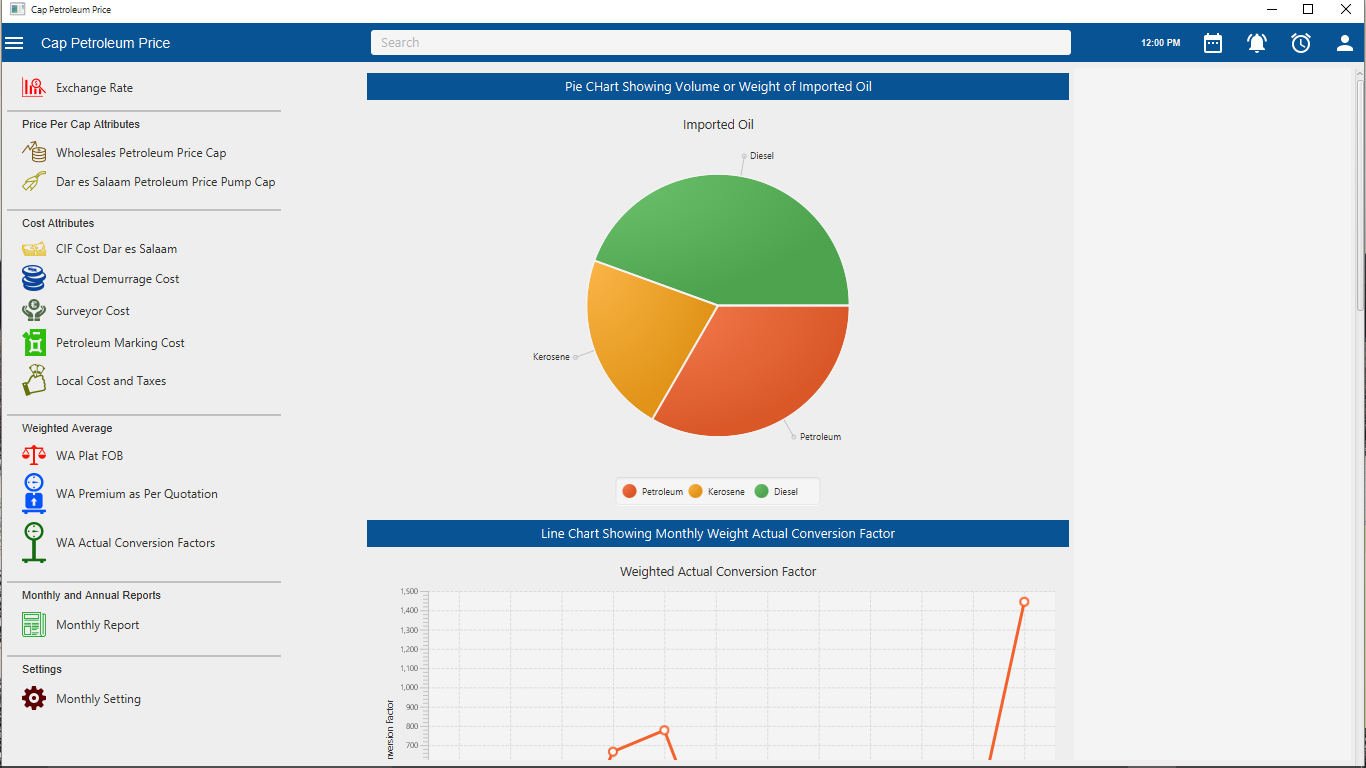 Cap Petroleum Price
Cap Petroleum Price
Search
12:00 PM
Exchange Rate
Price Per Cap Attributes
Wholesales Petroleum Price Cap
Dar es Salaam Petroleum Price Pump Cap
Cost Attributes
CIF Cost Dar es Salaam
Actual Demurrage Cost
Surveyor Cost
Petroleum Marking Cost
Local Cost and Taxes
Weighted Average
WA Plat FOB
WA Premium as Per Quotation
WA Actual Conversion Factors
Monthly and Annual Reports
Monthly Report
Settings
Monthly Setting
Pie CHart Showing Volume or Weight of Imported Oil
Imported Oil
Diesel
Kerosene
Petroleum
Petroleum Kerosene Diesel
Line Chart Showing Monthly Weight Actual Conversion Factor
Weighted Actual Conversion Factor
1,500
1,400
1,300
1,200
1,100
1,000
900
800
700
nversion Factor